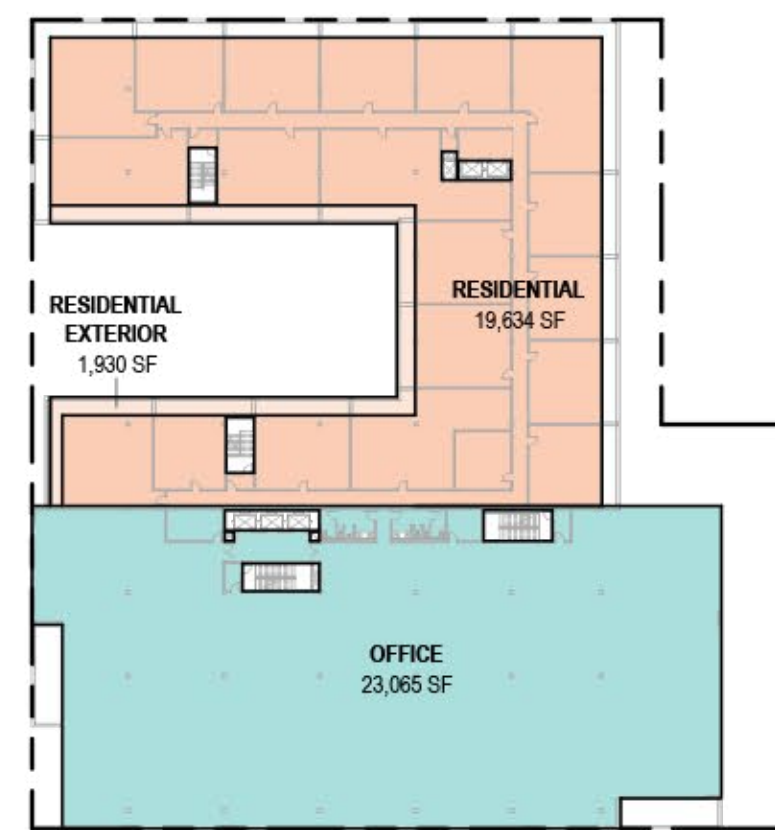 RESIDENTIAL
19,634 SF
RESIDENTIAL
EXTERIOR
1,930 SF
OFFICE
23,065 SF